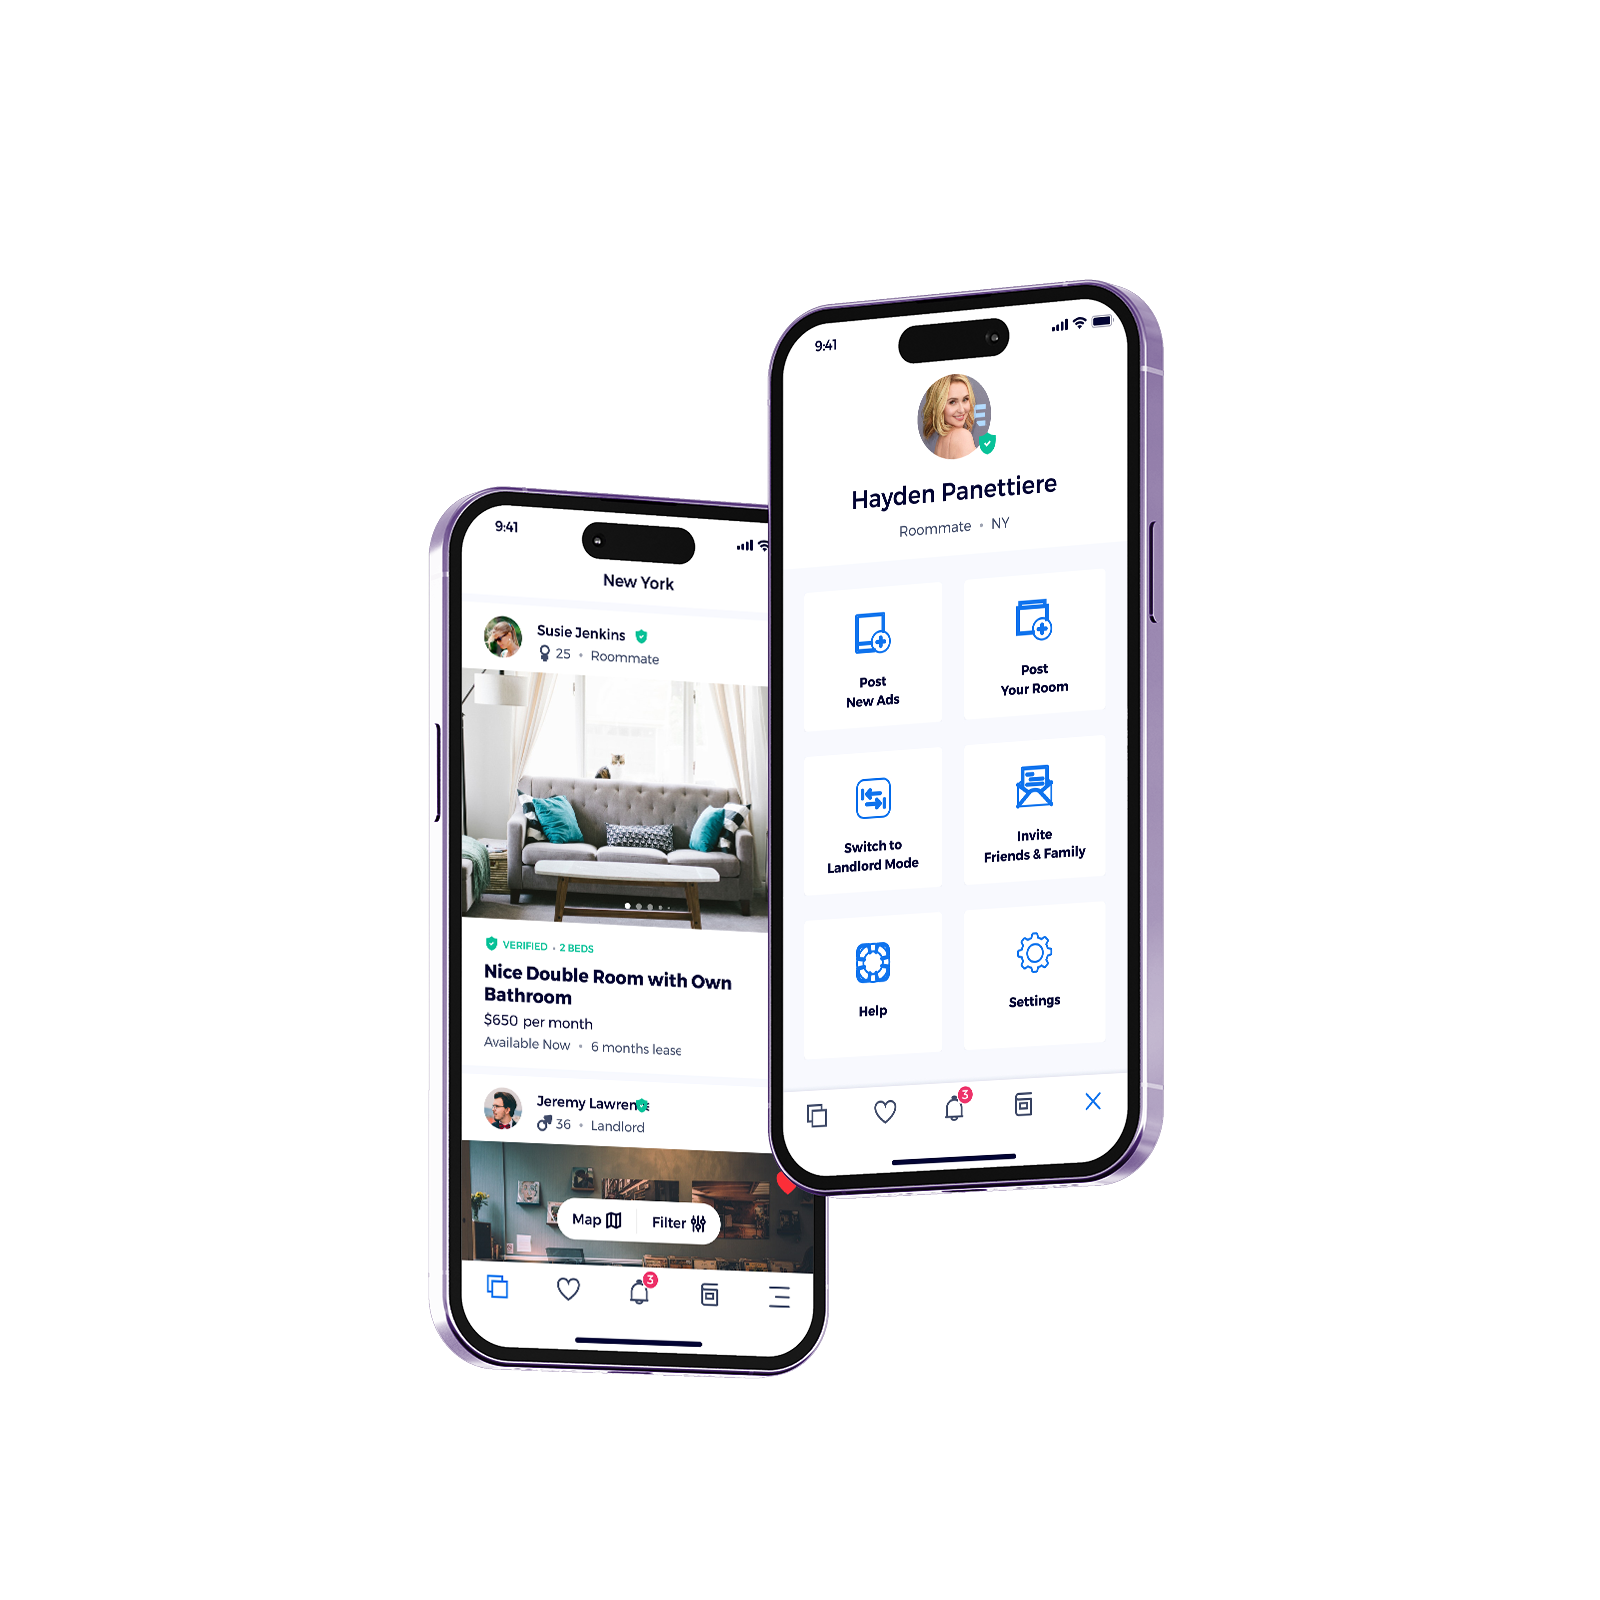 9:41
New York
Susie Jenkins
25 • Roommate
VERIFIED • 2 BEDS
Nice Double Room with Own
Bathroom
$650 per month
Available Now • 6 months lease
Jeremy Lawren
36 • Landlord
Map
Filter
3
9:41
Hayden Panettiere
Roommate • NY
Post
New Ads
Post
Your Room
Switch to
Landlord Mode
Invite
Friends & Family
Help
Settings
3